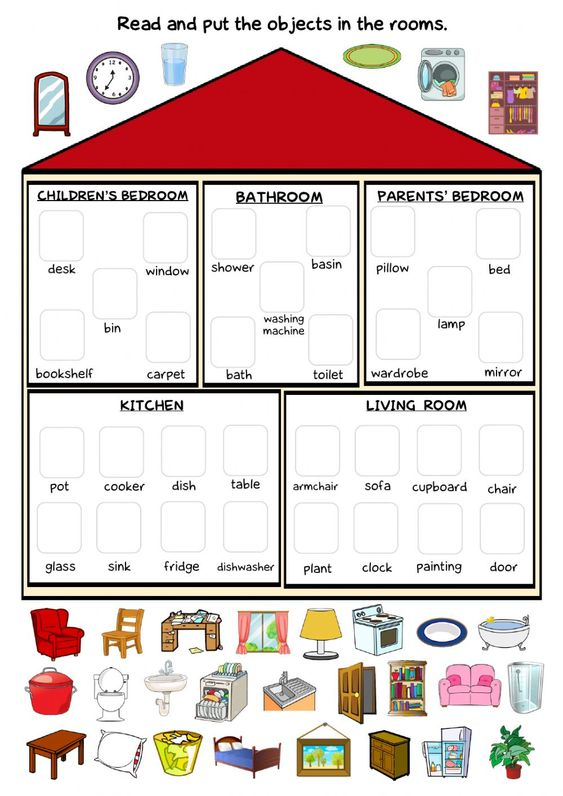 Read and put the objects in the rooms.
CHILDREN'S BEDROOM
desk
window
bin
bookshelf
carpet
BATHROOM
shower
basin
washing
machine
bath
toilet
PARENTS' BEDROOM
pillow
bed
lamp
wardrobe
mirror
KITCHEN
pot
cooker
dish
table
glass
sink
fridge
dishwasher
LIVING ROOM
armchair
sofa
cupboard
chair
plant
clock
painting
door